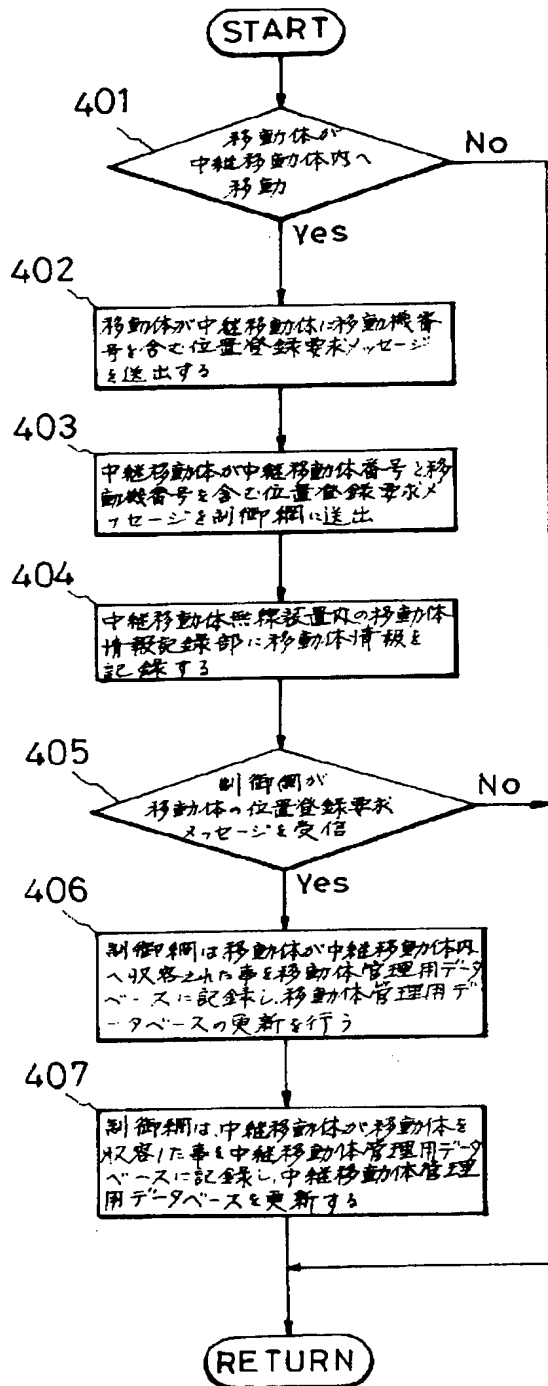 START
401
移動体が
中継移動体内へ
移動
No
Yes
402
移動体が中継移動体に移動機番
号を含む位置登録要求メッセージ
を送出する
403
中継移動体が中継移動体番号と移
動機番号を含む位置登録要求メ
ッセージを制御網に送出
404
中継移動体無線装置内の移動体
情報記録部に移動体情報を
記録する
405
制御網が
移動体の位置登録要求
メッセージを受信
No
Yes
406
制御網は移動体が中継移動体内
へ収容された事を移動体管理用データ
ベースに記録し、移動体管理用デ
ータベースの更新を行う
407
制御網は、中継移動体が移動体を
収容した事を中継移動体管理用データ
ベースに記録し、中継移動体管理
用データベースを更新する
RETURN